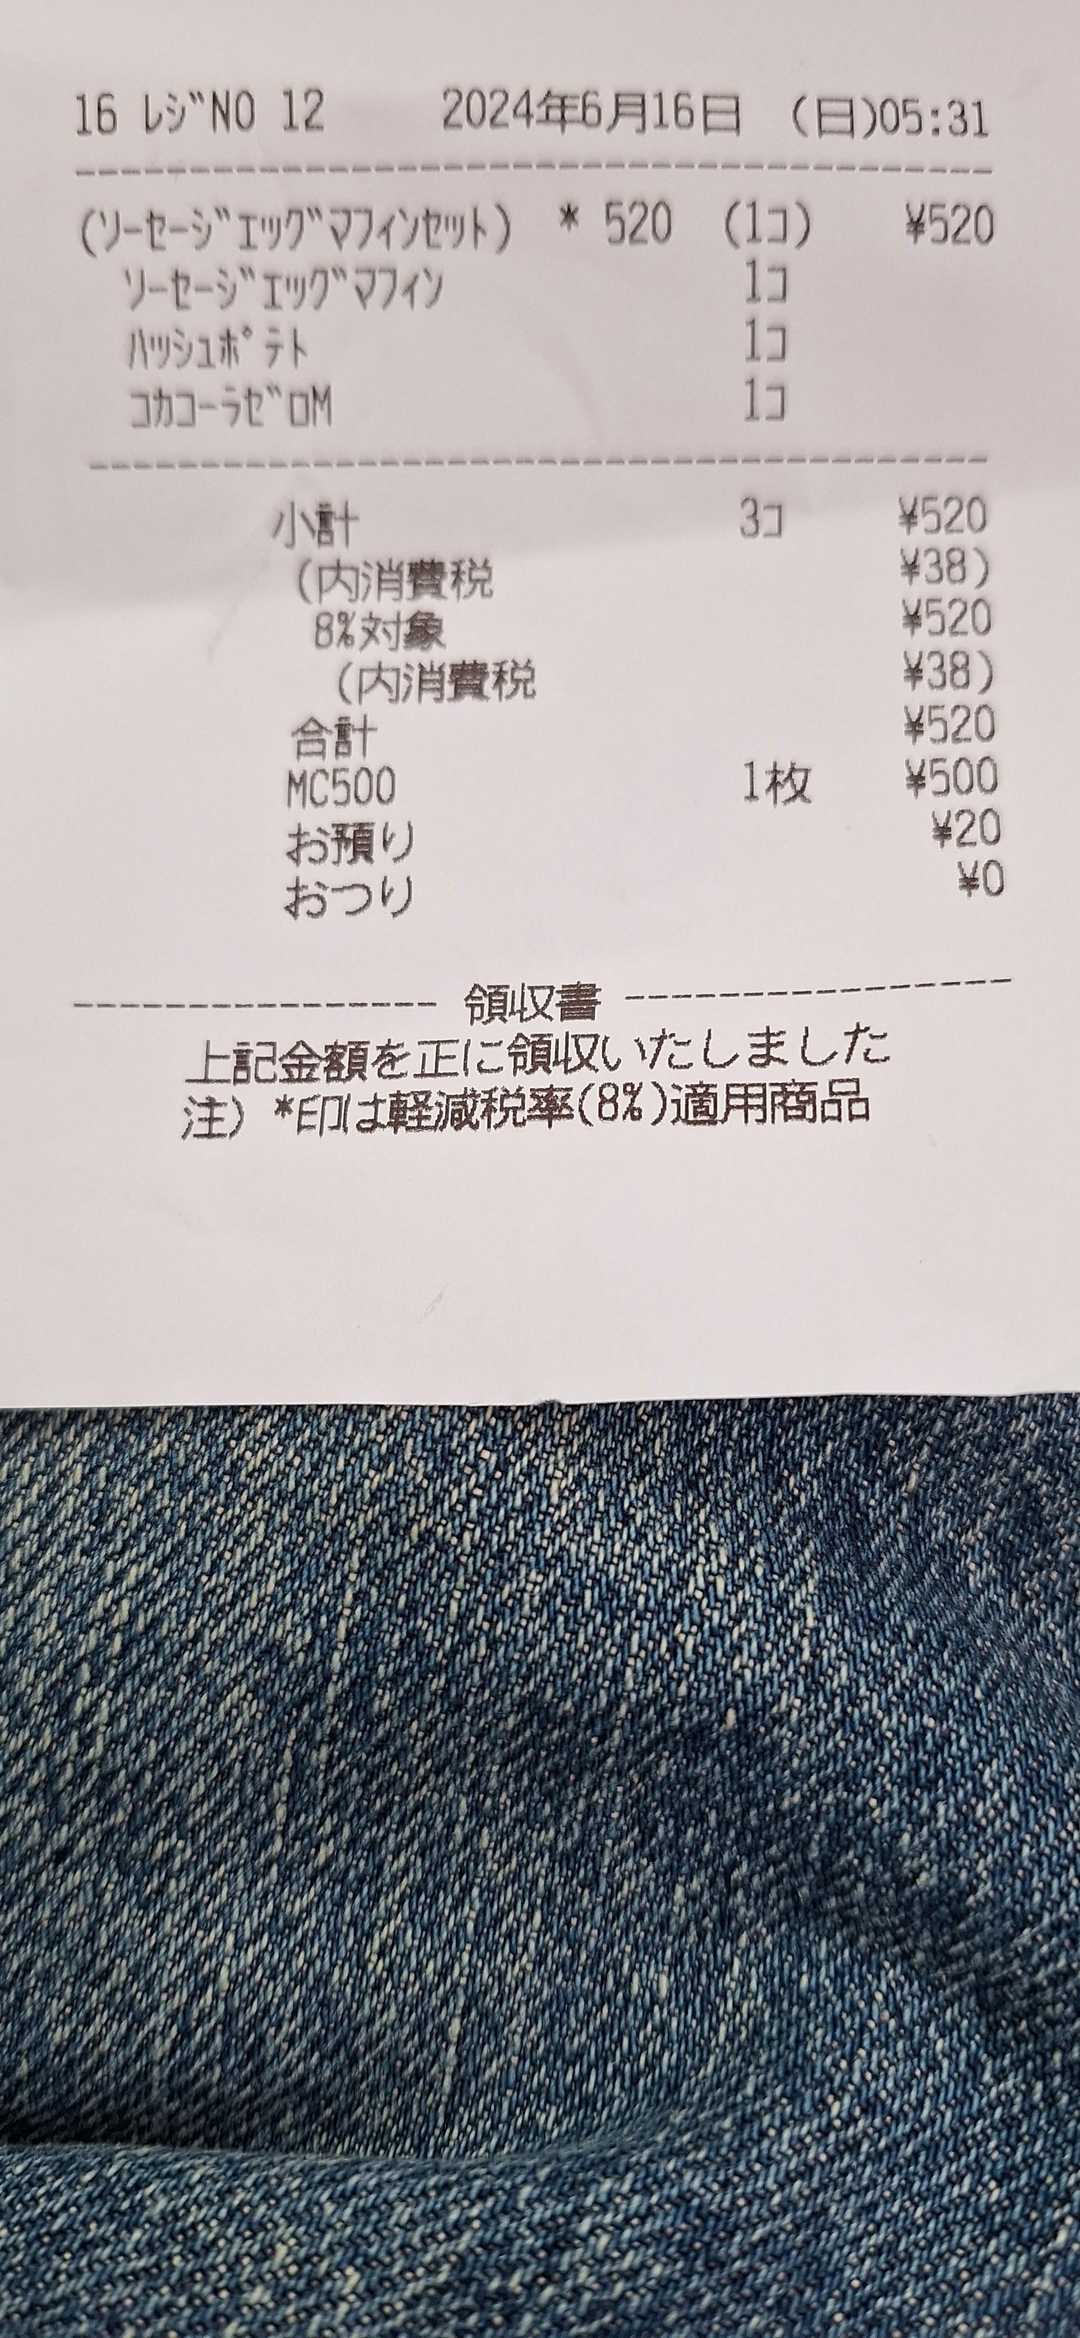 16 ﾚｼﾞNO 12 2024年6月16日 (日)05:31
(ｿｰｾｰｼﾞｴｯｸﾞﾏﾌｨﾝｾｯﾄ) * 520 (1ｺ) ¥520
ｿｰｾｰｼﾞｴｯｸﾞﾏﾌｨﾝ 1ｺ
ﾊｯｼｭﾎﾟﾃﾄ 1ｺ
ｺｶｺｰﾗｾﾞﾛM 1ｺ
小計 3ｺ ¥520
(内消費税 ¥38)
8%対象 ¥520
(内消費税 ¥38)
合計 ¥520
MC500 1枚 ¥500
お預り ¥20
おつり ¥0
領収書
上記金額を正に領収いたしました
注) *印は軽減税率(8%)適用商品